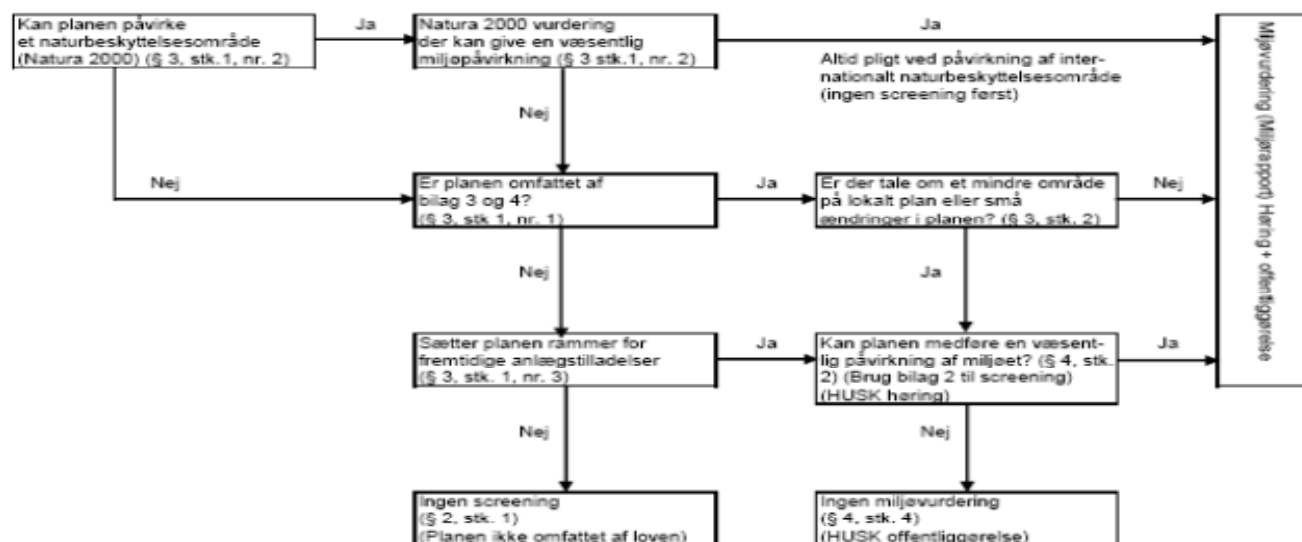 Kan planen påvirke
et naturbeskyttelsesområde
(Natura 2000) (§ 3, stk.1, nr. 2)
Ja
Natura 2000 vurdering
der kan give en væsentlig
miljøpåvirkning (§ 3 stk.1, nr. 2)
Ja
Altid pligt ved påvirkning af inter-
nationalt naturbeskyttelsesområde
(ingen screening først)
Miljøvurdering (Miljørapport) Høring + offentliggørelse
Nej
Nej
Er planen omfattet af
bilag 3 og 4?
(§ 3, stk 1, nr. 1)
Ja
Er der tale om et mindre område
på lokalt plan eller små
ændringer i planen? (§ 3, stk. 2)
Nej
Nej
Ja
Sætter planen rammer for
fremtidige anlægstilladelser
(§ 3, stk. 1, nr. 3)
Ja
Kan planen medføre en væsent-
lig påvirkning af miljøet? (§ 4, stk.
2) (Brug bilag 2 til screening)
(HUSK høring)
Ja
Nej
Nej
Ingen screening
(§ 2, stk. 1)
(Planen ikke omfattet af loven)
Ingen miljøvurdering
(§ 4, stk. 4)
(HUSK offentliggørelse)